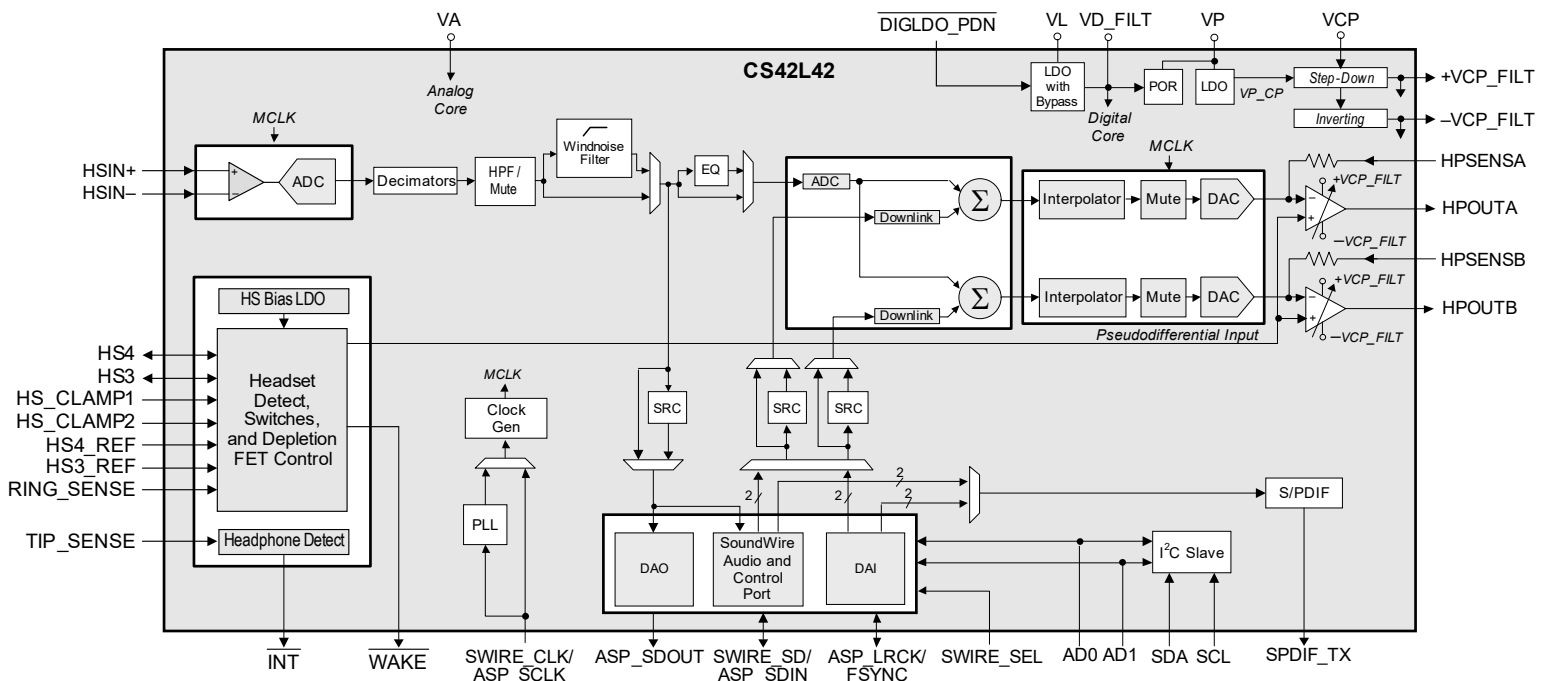 VA
DIGLDO_PDN
VL
VD_FILT
VP
VCP
CS42L42
Analog
Core
LDO
with
Bypass
POR
LDO
VP_CP
Step-Down
+VCP_FILT
Digital
Core
Inverting
–VCP_FILT
MCLK
HSIN+
HSIN–
+
–
ADC
Decimators
HPF /
Mute
Windnoise
Filter
EQ
ADC
Downlink
Σ
MCLK
Interpolator
Mute
DAC
HPSENSA
+VCP_FILT
–
+
–VCP_FILT
HPOUTA
Downlink
Σ
Interpolator
Mute
DAC
HPSENSB
+VCP_FILT
–
+
–VCP_FILT
HPOUTB
Pseudodifferential Input
HS Bias LDO
HS4
HS3
HS_CLAMP1
HS_CLAMP2
HS4_REF
HS3_REF
RING_SENSE
TIP_SENSE
Headset
Detect,
Switches,
and Depletion
FET Control
Headphone Detect
MCLK
Clock
Gen
PLL
SRC
SRC
SRC
2
2
2
2
S/PDIF
DAO
SoundWire
Audio and
Control
Port
DAI
I2C Slave
INT
WAKE
SWIRE_CLK/
ASP_SCLK
ASP_SDOUT
SWIRE_SD/
ASP_SDIN
ASP_LRCK/
FSYNC
SWIRE_SEL
AD0
AD1
SDA
SCL
SPDIF_TX